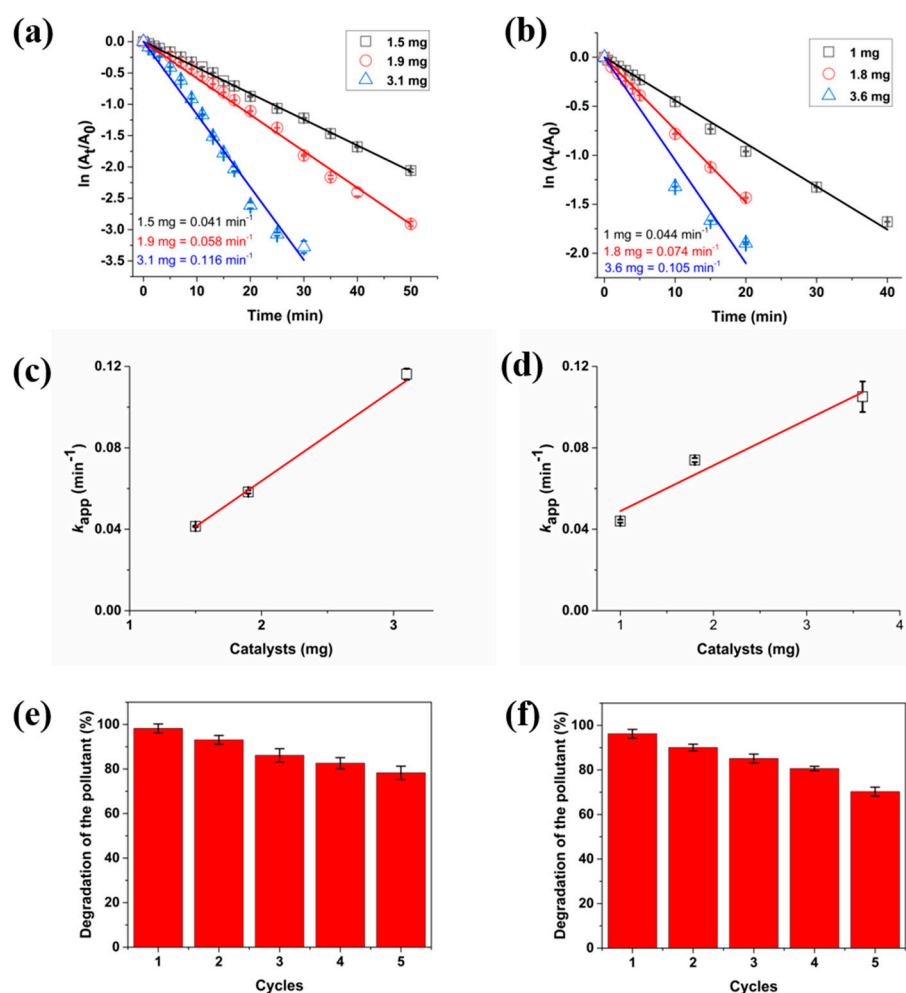 (a)
ln (At/A0)
0.0
-0.5
-1.0
-1.5
-2.0
-2.5
-3.0
-3.5
1.5 mg
1.9 mg
3.1 mg
1.5 mg = 0.041 min⁻¹
1.9 mg = 0.058 min⁻¹
3.1 mg = 0.116 min⁻¹
0 10 20 30 40 50
Time (min)
(b)
ln (At/A0)
0.0
-0.5
-1.0
-1.5
-2.0
1 mg
1.8 mg
3.6 mg
1 mg = 0.044 min⁻¹
1.8 mg = 0.074 min⁻¹
3.6 mg = 0.105 min⁻¹
0 10 20 30 40
Time (min)
(c)
kapp (min⁻¹)
0.12
0.08
0.04
0.00
1 2 3
Catalysts (mg)
(d)
kapp (min⁻¹)
0.12
0.08
0.04
0.00
1 2 3 4
Catalysts (mg)
(e)
Degradation of the pollutant (%)
100
80
60
40
20
0
1 2 3 4 5
Cycles
(f)
Degradation of the pollutant (%)
100
80
60
40
20
0
1 2 3 4 5
Cycles